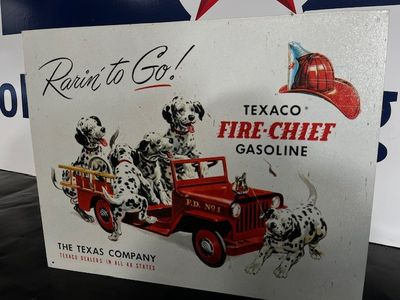 Rarin' to Go!
TEXACO
FIRE-CHIEF
GASOLINE
F.D. No 1
THE TEXAS COMPANY
TEXACO DEALERS IN ALL 48 STATES